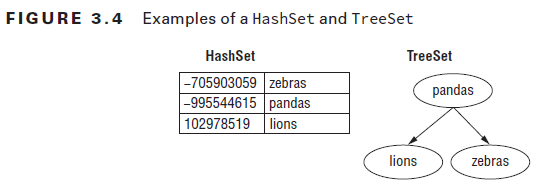 FIGURE 3.4 Examples of a HashSet and TreeSet
HashSet
-705903059 zebras
-995544615 pandas
102978519 lions
TreeSet
pandas
lions zebras